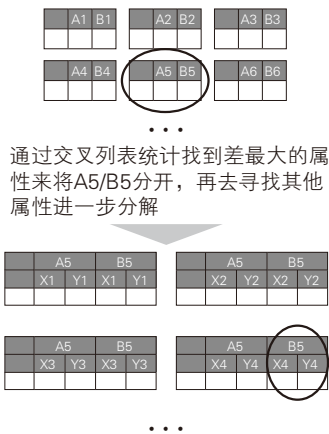 A1 B1 A2 B2 A3 B3
A4 B4 A5 B5 A6 B6
...
通过交叉列表统计找到差最大的属
性来将A5/B5分开，再去寻找其他
属性进一步分解
A5 B5 A5 B5
X1 Y1 X1 Y1 X2 Y2 X2 Y2
A5 B5 A5 B5
X3 Y3 X3 Y3 X4 Y4 X4 Y4
...